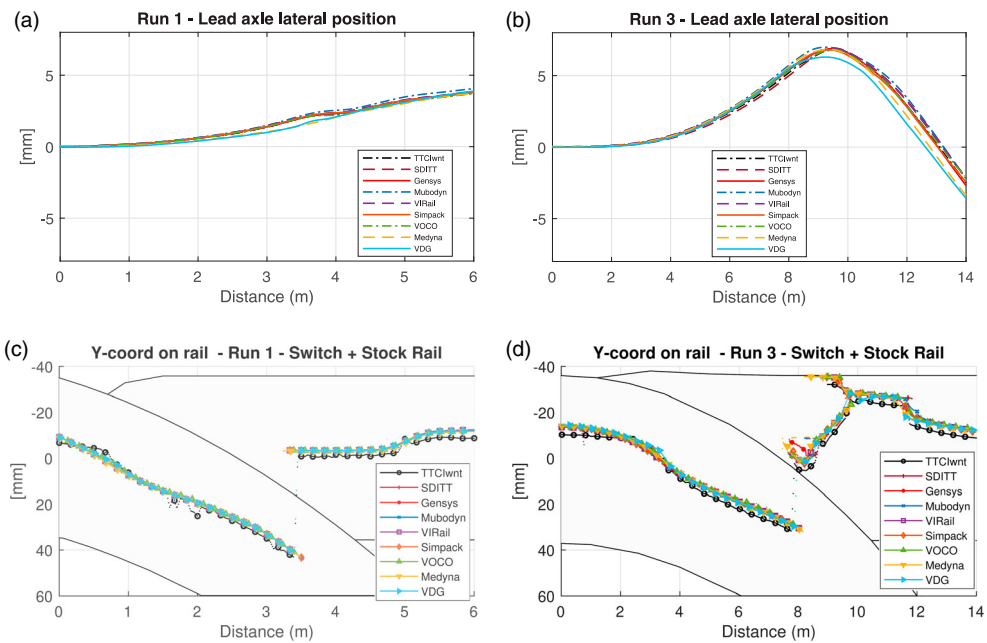 (a)
Run 1 - Lead axle lateral position
5
0
-5
[mm]
TTCIwnt
SDITT
Gensys
Mubodyn
VIRail
Simpack
VOCO
Medyna
VDG
0 1 2 3 4 5 6
Distance (m)
(b)
Run 3 - Lead axle lateral position
5
0
-5
[mm]
TTCIwnt
SDITT
Gensys
Mubodyn
VIRail
Simpack
VOCO
Medyna
VDG
0 2 4 6 8 10 12 14
Distance (m)
(c)
Y-coord on rail - Run 1 - Switch + Stock Rail
-40
-20
0
20
40
60
[mm]
TTCIwnt
SDITT
Gensys
Mubodyn
VIRail
Simpack
VOCO
Medyna
VDG
0 1 2 3 4 5 6
Distance (m)
(d)
Y-coord on rail - Run 3 - Switch + Stock Rail
-40
-20
0
20
40
60
[mm]
TTCIwnt
SDITT
Gensys
Mubodyn
VIRail
Simpack
VOCO
Medyna
VDG
0 2 4 6 8 10 12 14
Distance (m)